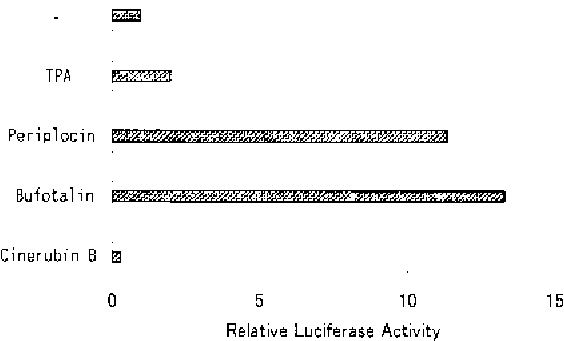 -
TPA
Periplocin
Bufotalin
Cinerubin B
0 5 10 15
Relative Luciferase Activity